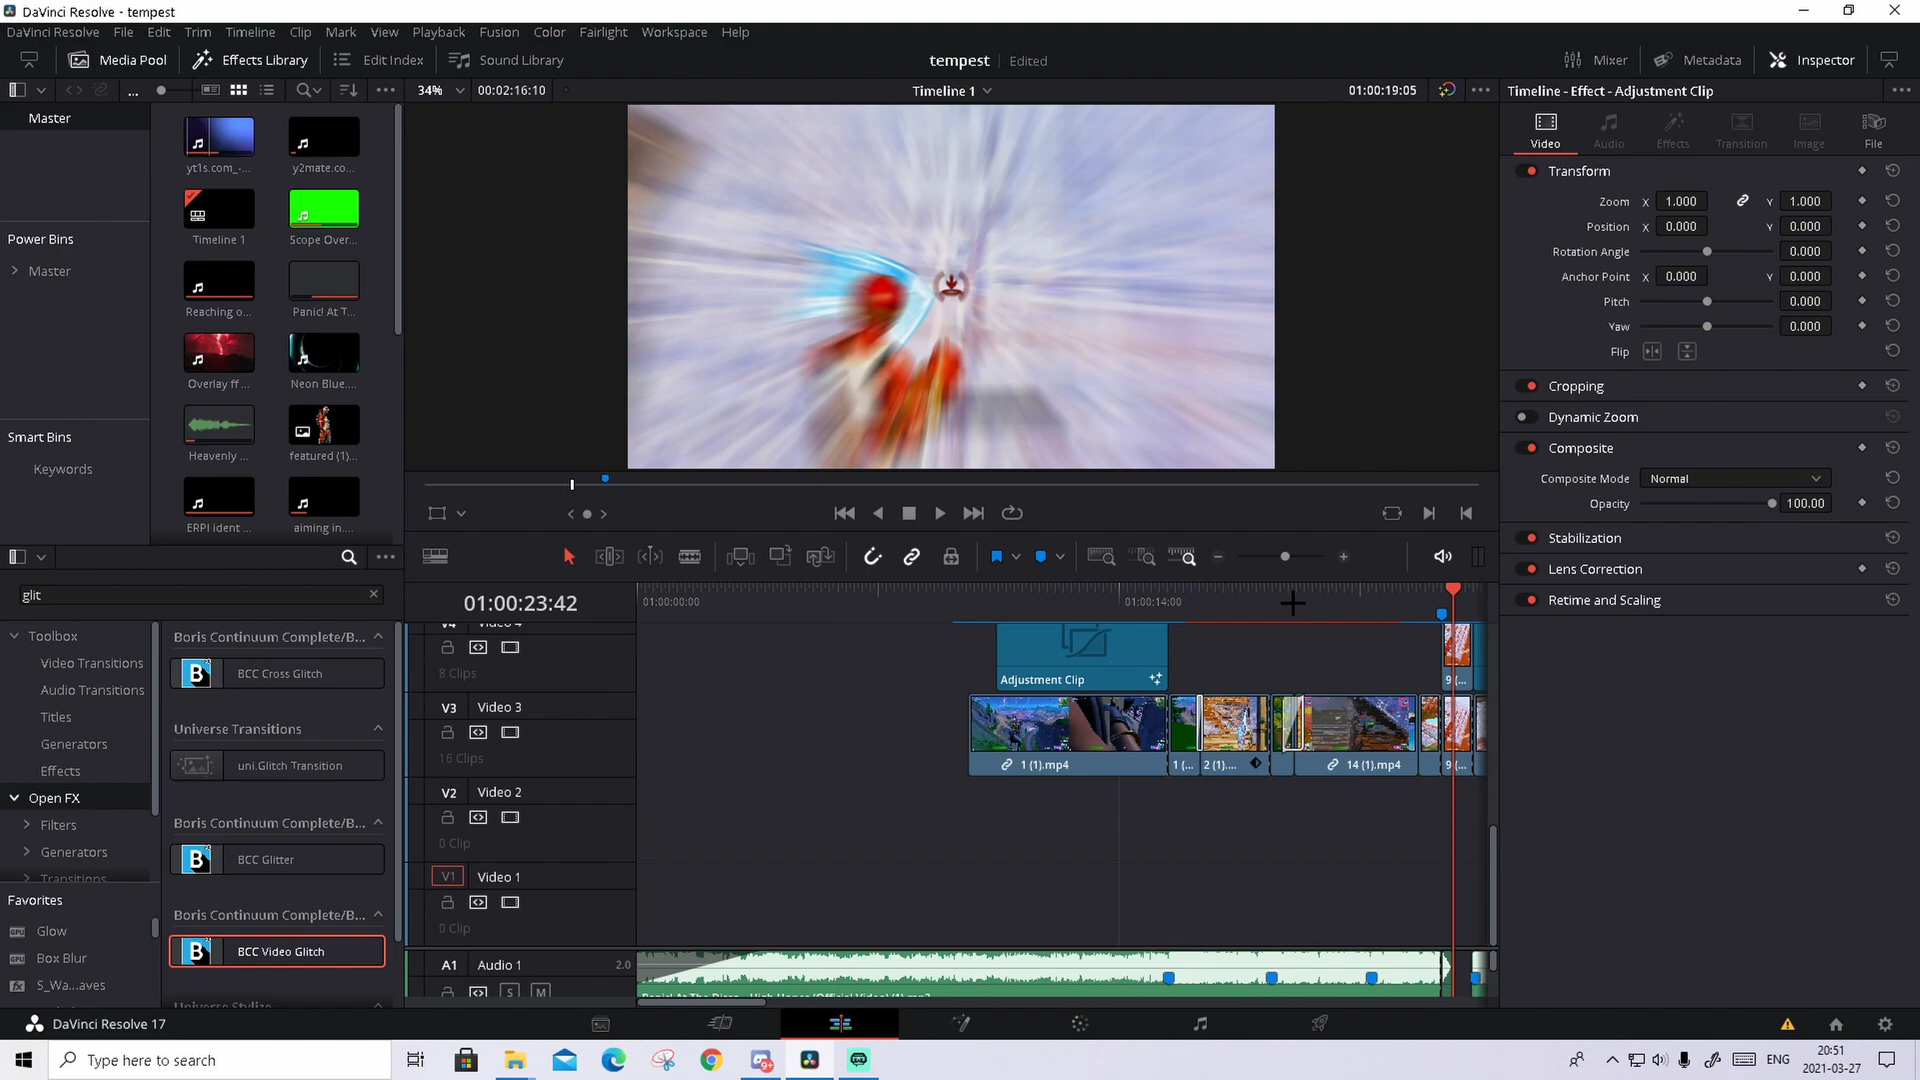 DaVinci Resolve - tempest
DaVinci Resolve File Edit Trim Timeline Clip Mark View Playback Fusion Color Fairlight Workspace Help
Media Pool Effects Library Edit Index Sound Library tempest Edited Mixer Metadata Inspector
... 34% 00:02:16:10 Timeline 1 01:00:19:05 Timeline - Effect - Adjustment Clip
Master
Power Bins
Master
Smart Bins
Keywords
yt1s.com_-... y2mate.co...
Timeline 1 Scope Over...
Reaching o... Panic! At T...
Overlay ff ... Neon Blue....
Heavenly ... featured (1)...
ERPI ident ... aiming in....
Video Audio Effects Transition Image File
Transform
Zoom X 1.000 Y 1.000
Position X 0.000 Y 0.000
Rotation Angle 0.000
Anchor Point X 0.000 Y 0.000
Pitch 0.000
Yaw 0.000
Flip
Cropping
Dynamic Zoom
Composite
Composite Mode Normal
Opacity 100.00
Stabilization
Lens Correction
Retime and Scaling
glit
Toolbox
Video Transitions
Audio Transitions
Titles
Generators
Effects
Open FX
Filters
Generators
Transitions
Favorites
Glow
Box Blur
S_Wa...aves
Boris Continuum Complete/B...
B BCC Cross Glitch
Universe Transitions
uni.Glitch Transition
Boris Continuum Complete/B...
B BCC Glitter
Boris Continuum Complete/B...
B BCC Video Glitch
Universe Stylize
01:00:23:42 01:00:00:00 01:00:14:00
V4 Video 4
8 Clips
Adjustment Clip 9 (...
V3 Video 3
16 Clips
1 (1).mp4 1 (... 2 (1).... 14 (1).mp4 9 (...
V2 Video 2
0 Clip
V1 Video 1
0 Clip
A1 Audio 1 2.0
S M
Panic! At The Disco - High Hopes (Official Video) (1).mp3
DaVinci Resolve 17
Type here to search
9+
ENG
20:51
2021-03-27